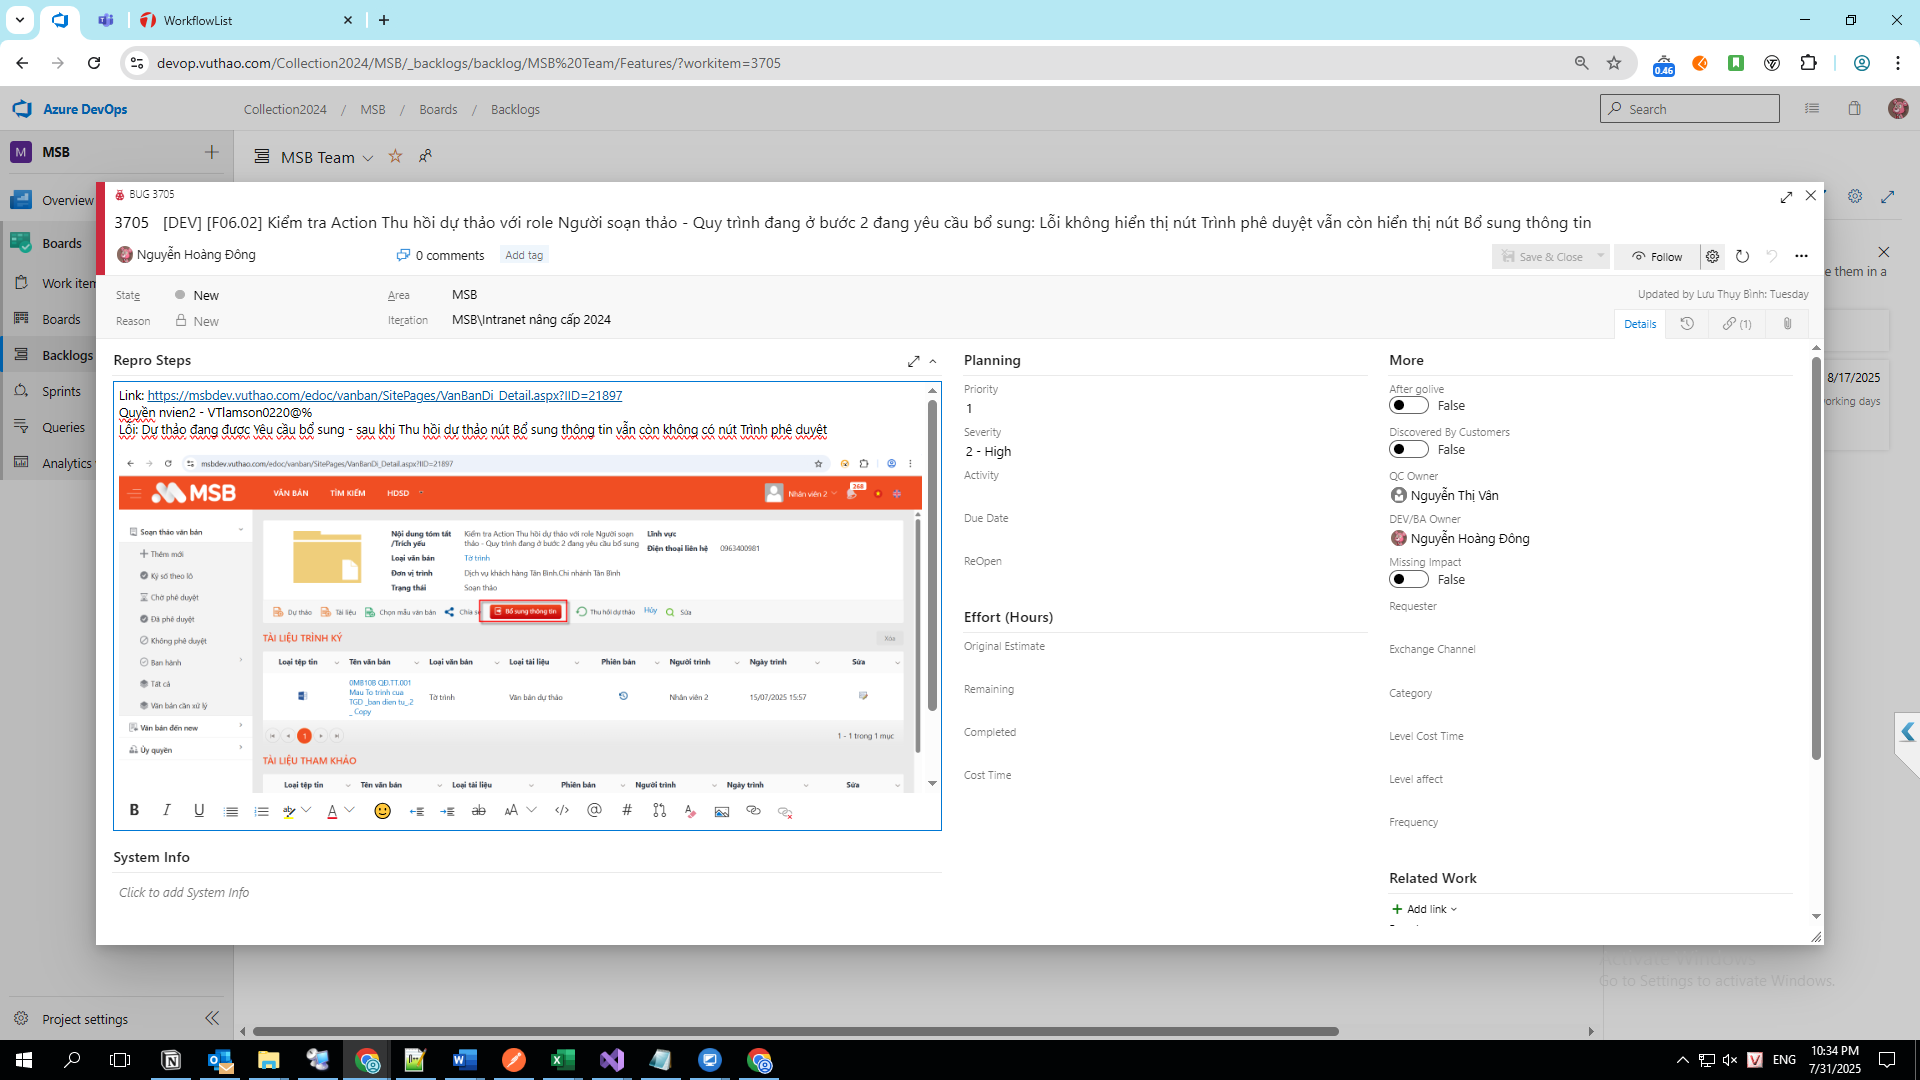 WorkflowList
devop.vuthao.com/Collection2024/MSB/_backlogs/backlog/MSB%20Team/Features/?workitem=3705
0.46
Azure DevOps
Collection2024 / MSB / Boards / Backlogs
Search
M MSB
MSB Team
Overview
Boards
Work item
Boards
Backlogs
Sprints
Queries
Analytics
Project settings
BUG 3705
3705 [DEV] [F06.02] Kiểm tra Action Thu hồi dự thảo với role Người soạn thảo - Quy trình đang ở bước 2 đang yêu cầu bổ sung: Lỗi không hiển thị nút Trình phê duyệt vẫn còn hiển thị nút Bổ sung thông tin
Nguyễn Hoàng Đông
0 comments
Add tag
Save & Close
Follow
State
New
Area
MSB
Updated by Lưu Thụy Bình: Tuesday
Reason
New
Iteration
MSB\Intranet nâng cấp 2024
Details
(1)
e them in a
8/17/2025
orking days
Repro Steps
Link: https://msbdev.vuthao.com/edoc/vanban/SitePages/VanBanDi_Detail.aspx?IID=21897
Quyền nvien2 - VTlamson0220@%
Lỗi: Dự thảo đang được Yêu cầu bổ sung - sau khi Thu hồi dự thảo nút Bổ sung thông tin vẫn còn không có nút Trình phê duyệt
msbdev.vuthao.com/edoc/vanban/SitePages/VanBanDi_Detail.aspx?IID=21897
MSB
VĂN BẢN
TÌM KIẾM
HDSD
Nhân viên 2
268
Soạn thảo văn bản
Thêm mới
Ký số theo lô
Chờ phê duyệt
Đã phê duyệt
Không phê duyệt
Ban hành
Tất cả
Văn bản cần xử lý
Văn bản đến new
Ủy quyền
Nội dung tóm tắt /Trích yếu
Kiểm tra Action Thu hồi dự thảo với role Người soạn thảo - Quy trình đang ở bước 2 đang yêu cầu bổ sung
Lĩnh vực
Điện thoại liên hệ
0963400981
Loại văn bản
Tờ trình
Đơn vị trình
Dịch vụ khách hàng Tân Bình.Chi nhánh Tân Bình
Trạng thái
Soạn thảo
Dự thảo
Tài liệu
Chọn mẫu văn bản
Chia sẻ
Bổ sung thông tin
Thu hồi dự thảo
Hủy
Sửa
TÀI LIỆU TRÌNH KÝ
Xóa
Loại tệp tin
Tên văn bản
Loại văn bản
Loại tài liệu
Phiên bản
Người trình
Ngày trình
Sửa
0MB10B QĐ.TT.001
Mau To trinh cua
TGD _ban dien tu_2
_ Copy
Tờ trình
Văn bản dự thảo
Nhân viên 2
15/07/2025 15:57
1
1 - 1 trong 1 mục
TÀI LIỆU THAM KHẢO
Loại tệp tin
Tên văn bản
Loại tài liệu
Phiên bản
Người trình
Ngày trình
Sửa
System Info
Click to add System Info
Planning
Priority
1
Severity
2 - High
Activity
Due Date
ReOpen
Effort (Hours)
Original Estimate
Remaining
Completed
Cost Time
More
After golive
False
Discovered By Customers
False
QC Owner
Nguyễn Thị Vân
DEV/BA Owner
Nguyễn Hoàng Đông
Missing Impact
False
Requester
Exchange Channel
Category
Level Cost Time
Level affect
Frequency
Related Work
Add link
Activate Windows
Go to Settings to activate Windows.
ENG
10:34 PM
7/31/2025